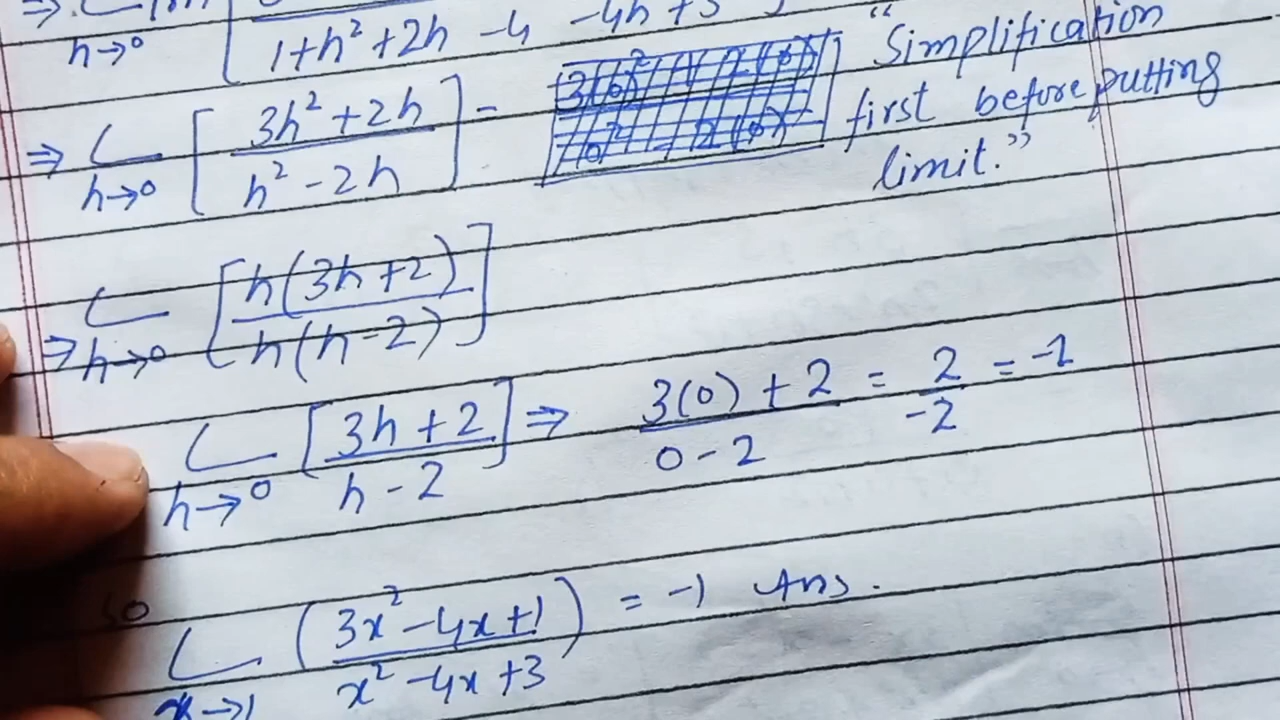 h→0 1+h²+2h -4 -4h+3
"Simplification
first before putting
limit."
⇒ L h→0 [ (3h²+2h) / (h²-2h) ] =
⇒ L h→0 [ h(3h+2) / h(h-2) ]
L h→0 [ (3h+2) / (h-2) ] ⇒ (3(0)+2) / (0-2) = 2/-2 = -1
So
L x→1 ( (3x²-4x+1) / (x²-4x+3) ) = -1 Ans.